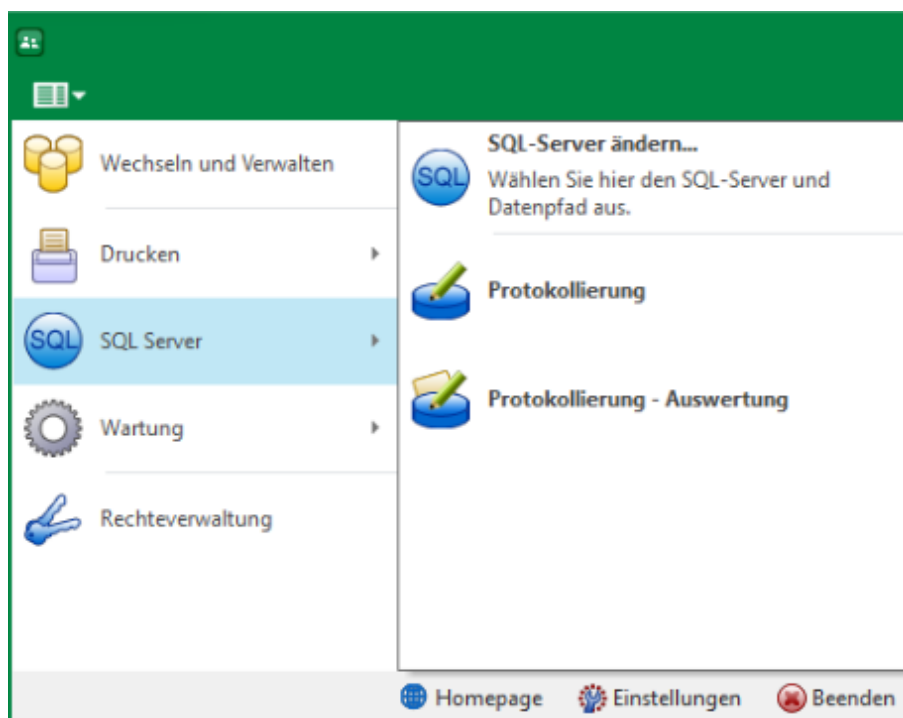 Wechseln und Verwalten
Drucken
SQL
SQL Server
Wartung
Rechteverwaltung
SQL
SQL-Server ändern...
Wählen Sie hier den SQL-Server und
Datenpfad aus.
Protokollierung
Protokollierung - Auswertung
Homepage
Einstellungen
Beenden